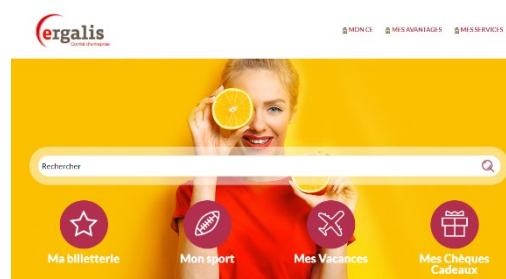 ergalis
Comité d'entreprise
MON CE
MES AVANTAGES
MES SERVICES
Rechercher
Ma billetterie
Mon sport
Mes Vacances
Mes Chèques
Cadeaux